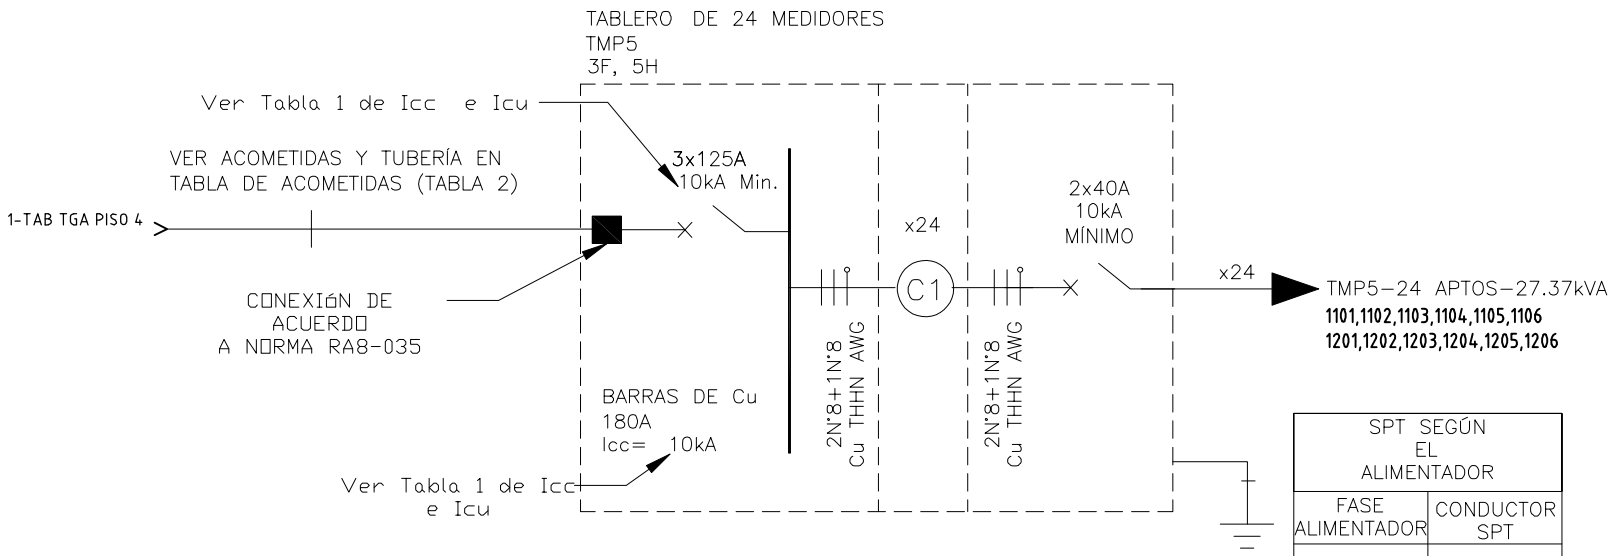 TABLERO DE 24 MEDIDORES
TMP5
3F, 5H
Ver Tabla 1 de Icc e Icu
VER ACOMETIDAS Y TUBERÍA EN
TABLA DE ACOMETIDAS (TABLA 2)
1-TAB TGA PISO 4
3x125A
10kA Min.
CONEXIóN DE
ACUERDO
A NORMA RA8-035
BARRAS DE Cu
180A
Icc= 10kA
Ver Tabla 1 de Icc
e Icu
2N°8+1N°8
Cu THHN AWG
x24
C1
2N°8+1N°8
Cu THHN AWG
2x40A
10kA
MÍNIMO
x24
TMP5-24 APTOS-27.37kVA
1101,1102,1103,1104,1105,1106
1201,1202,1203,1204,1205,1206
SPT SEGÚN
EL
ALIMENTADOR
FASE
ALIMENTADOR
CONDUCTOR
SPT